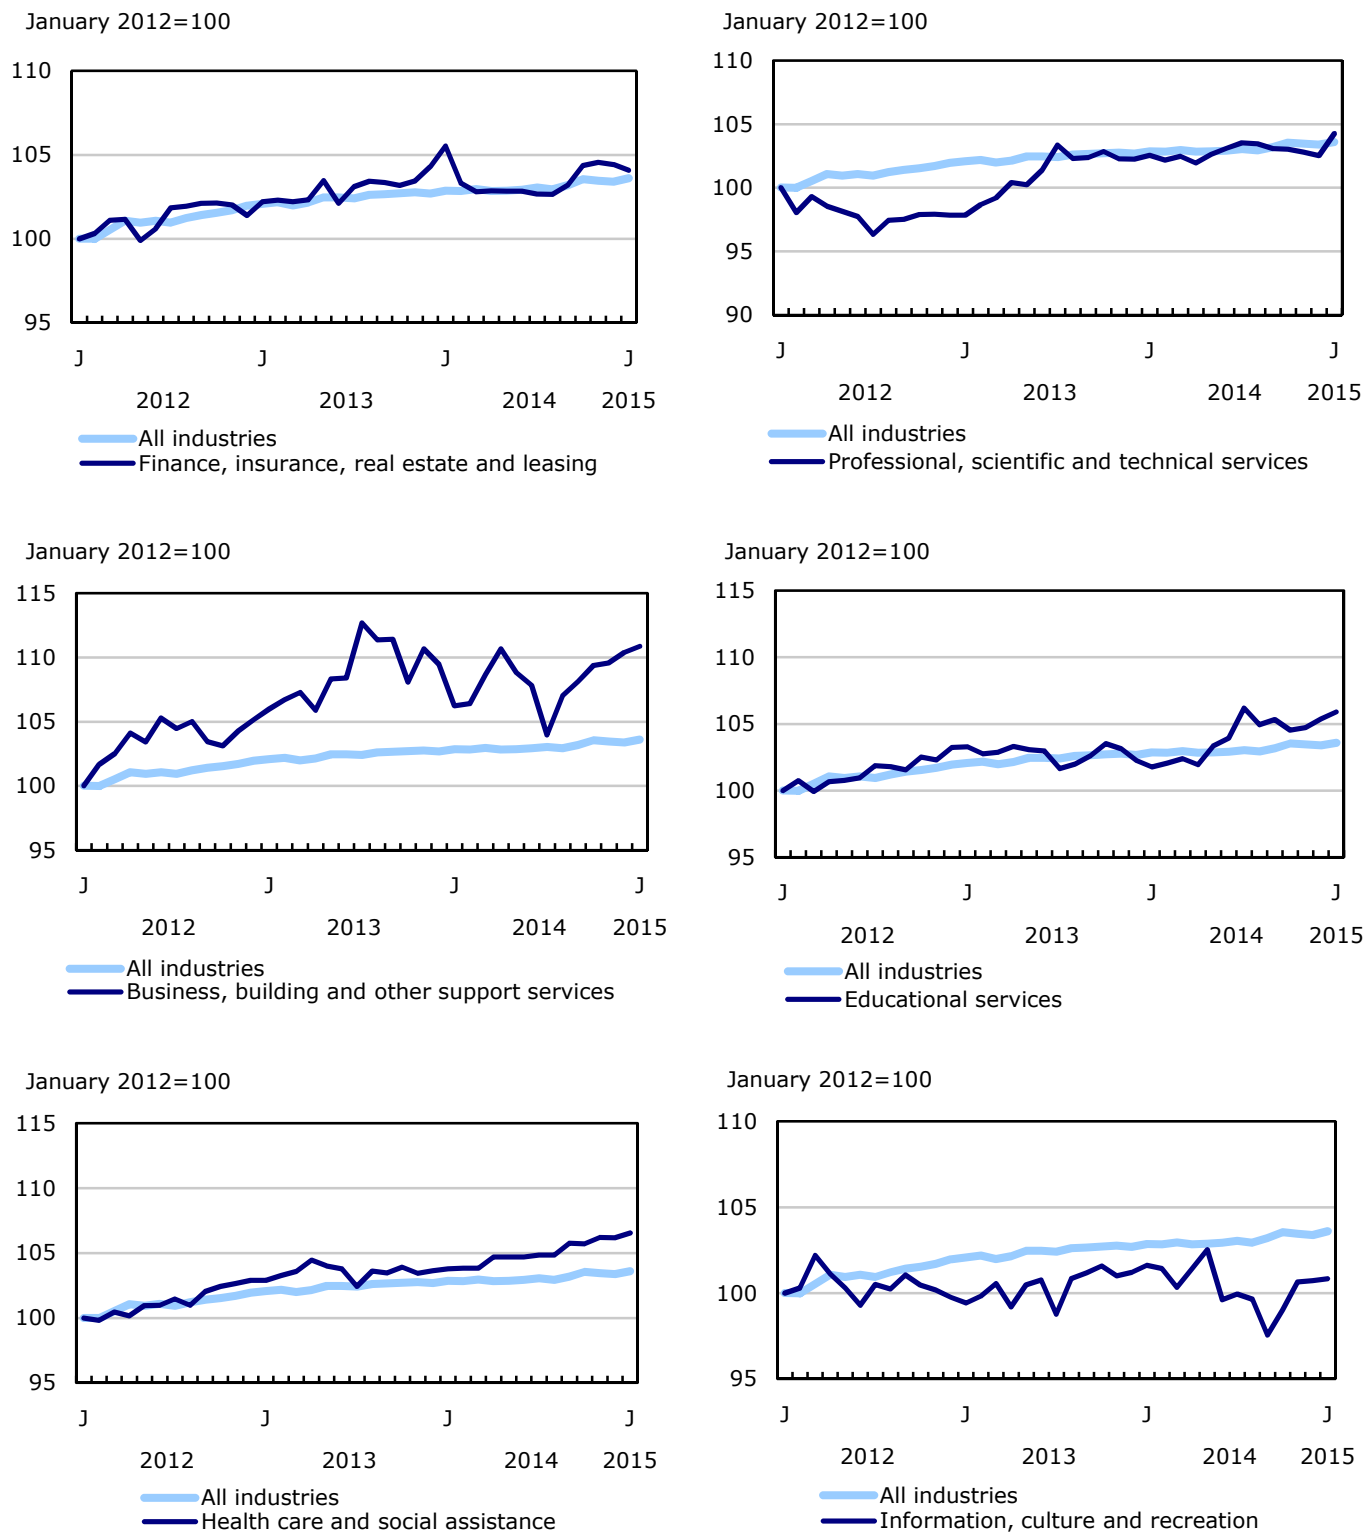 January 2012=100
110
105
100
95
J J J J
2012 2013 2014 2015
All industries
Finance, insurance, real estate and leasing
January 2012=100
110
105
100
95
90
J J J J
2012 2013 2014 2015
All industries
Professional, scientific and technical services
January 2012=100
115
110
105
100
95
J J J J
2012 2013 2014 2015
All industries
Business, building and other support services
January 2012=100
115
110
105
100
95
J J J J
2012 2013 2014 2015
All industries
Educational services
January 2012=100
115
110
105
100
95
J J J J
2012 2013 2014 2015
All industries
Health care and social assistance
January 2012=100
110
105
100
95
J J J J
2012 2013 2014 2015
All industries
Information, culture and recreation